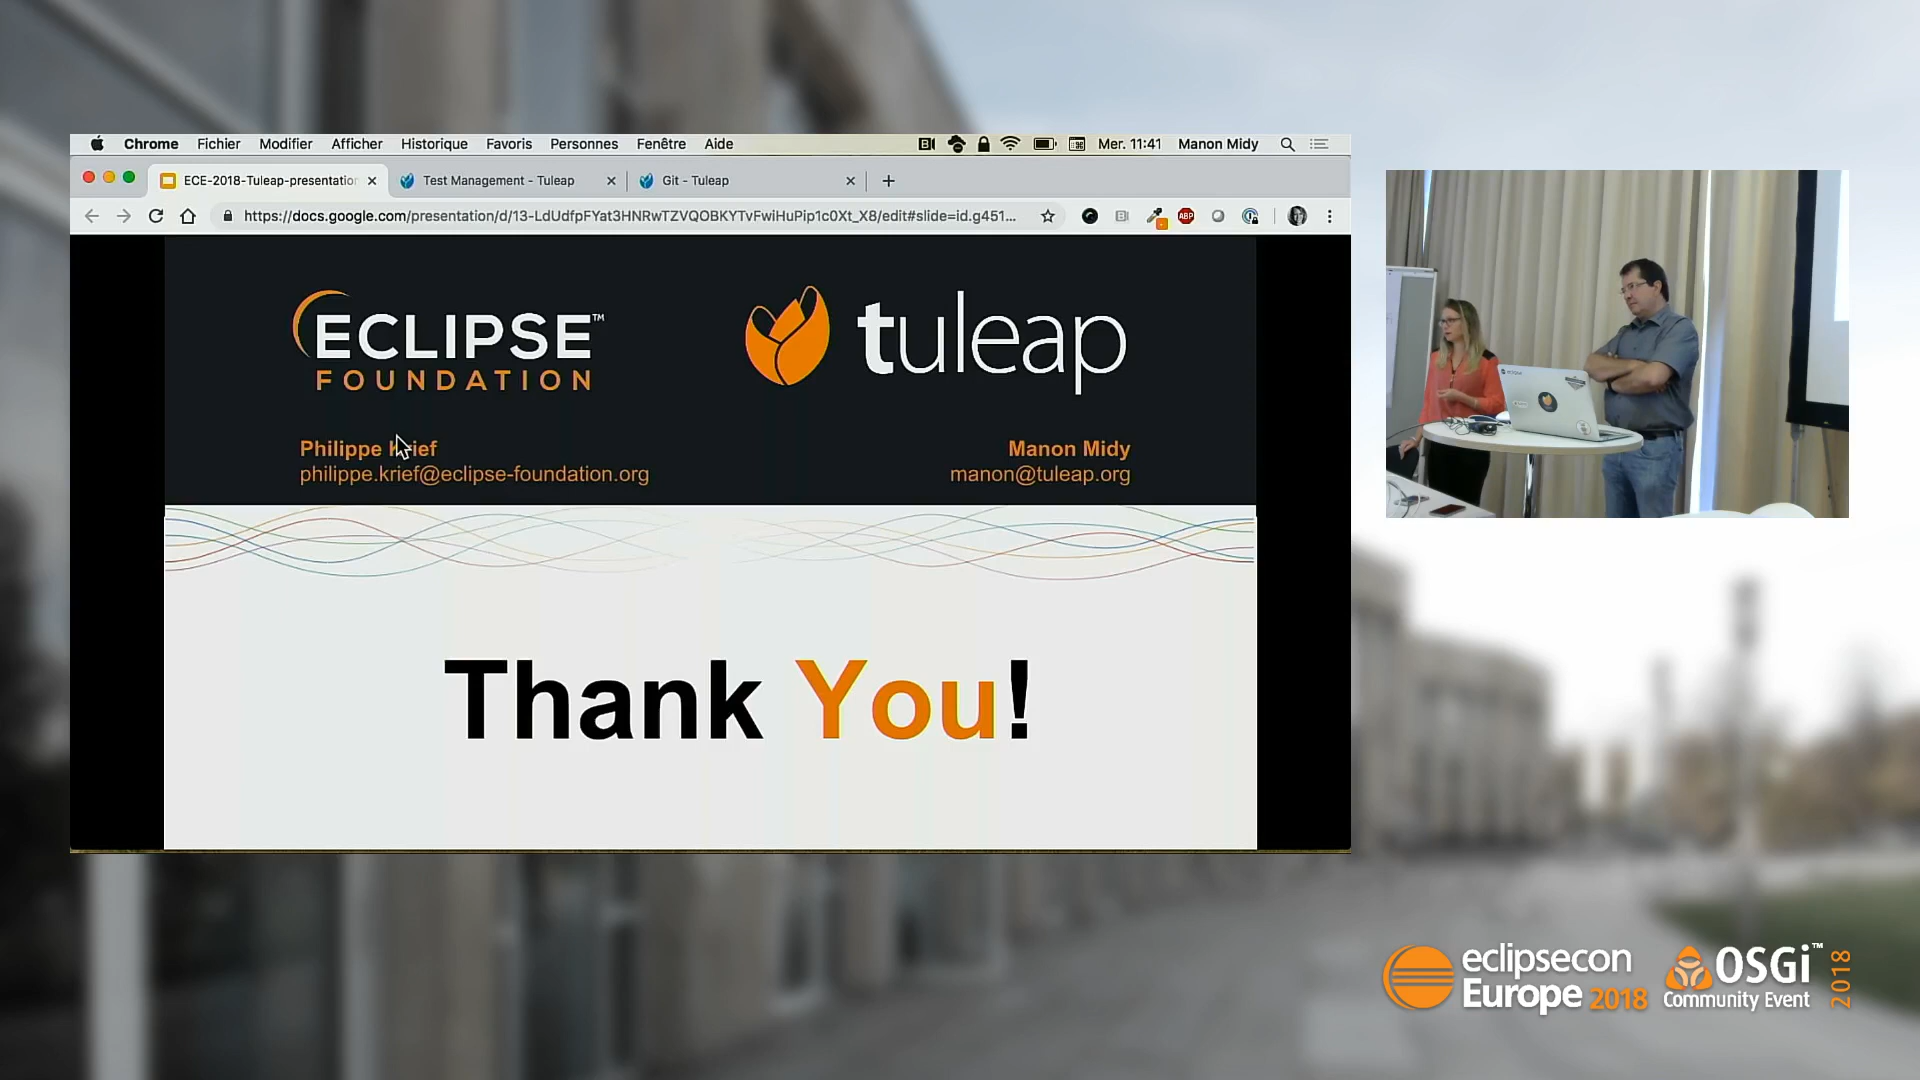 Chrome Fichier Modifier Afficher Historique Favoris Personnes Fenêtre Aide Mer. 11:41 Manon Midy
ECE-2018-Tuleap-presentation Test Management - Tuleap Git - Tuleap
https://docs.google.com/presentation/d/13-LdUdfpFYat3HNRwTZVQOBKYTvFwiHuPip1c0Xt_X8/edit#slide=id.g451...
ABP
ECLIPSE™
FOUNDATION
tuleap
Philippe Krief
philippe.krief@eclipse-foundation.org
Manon Midy
manon@tuleap.org
Thank You!
eclipsecon
Europe 2018
OSGi™
Community Event
2018